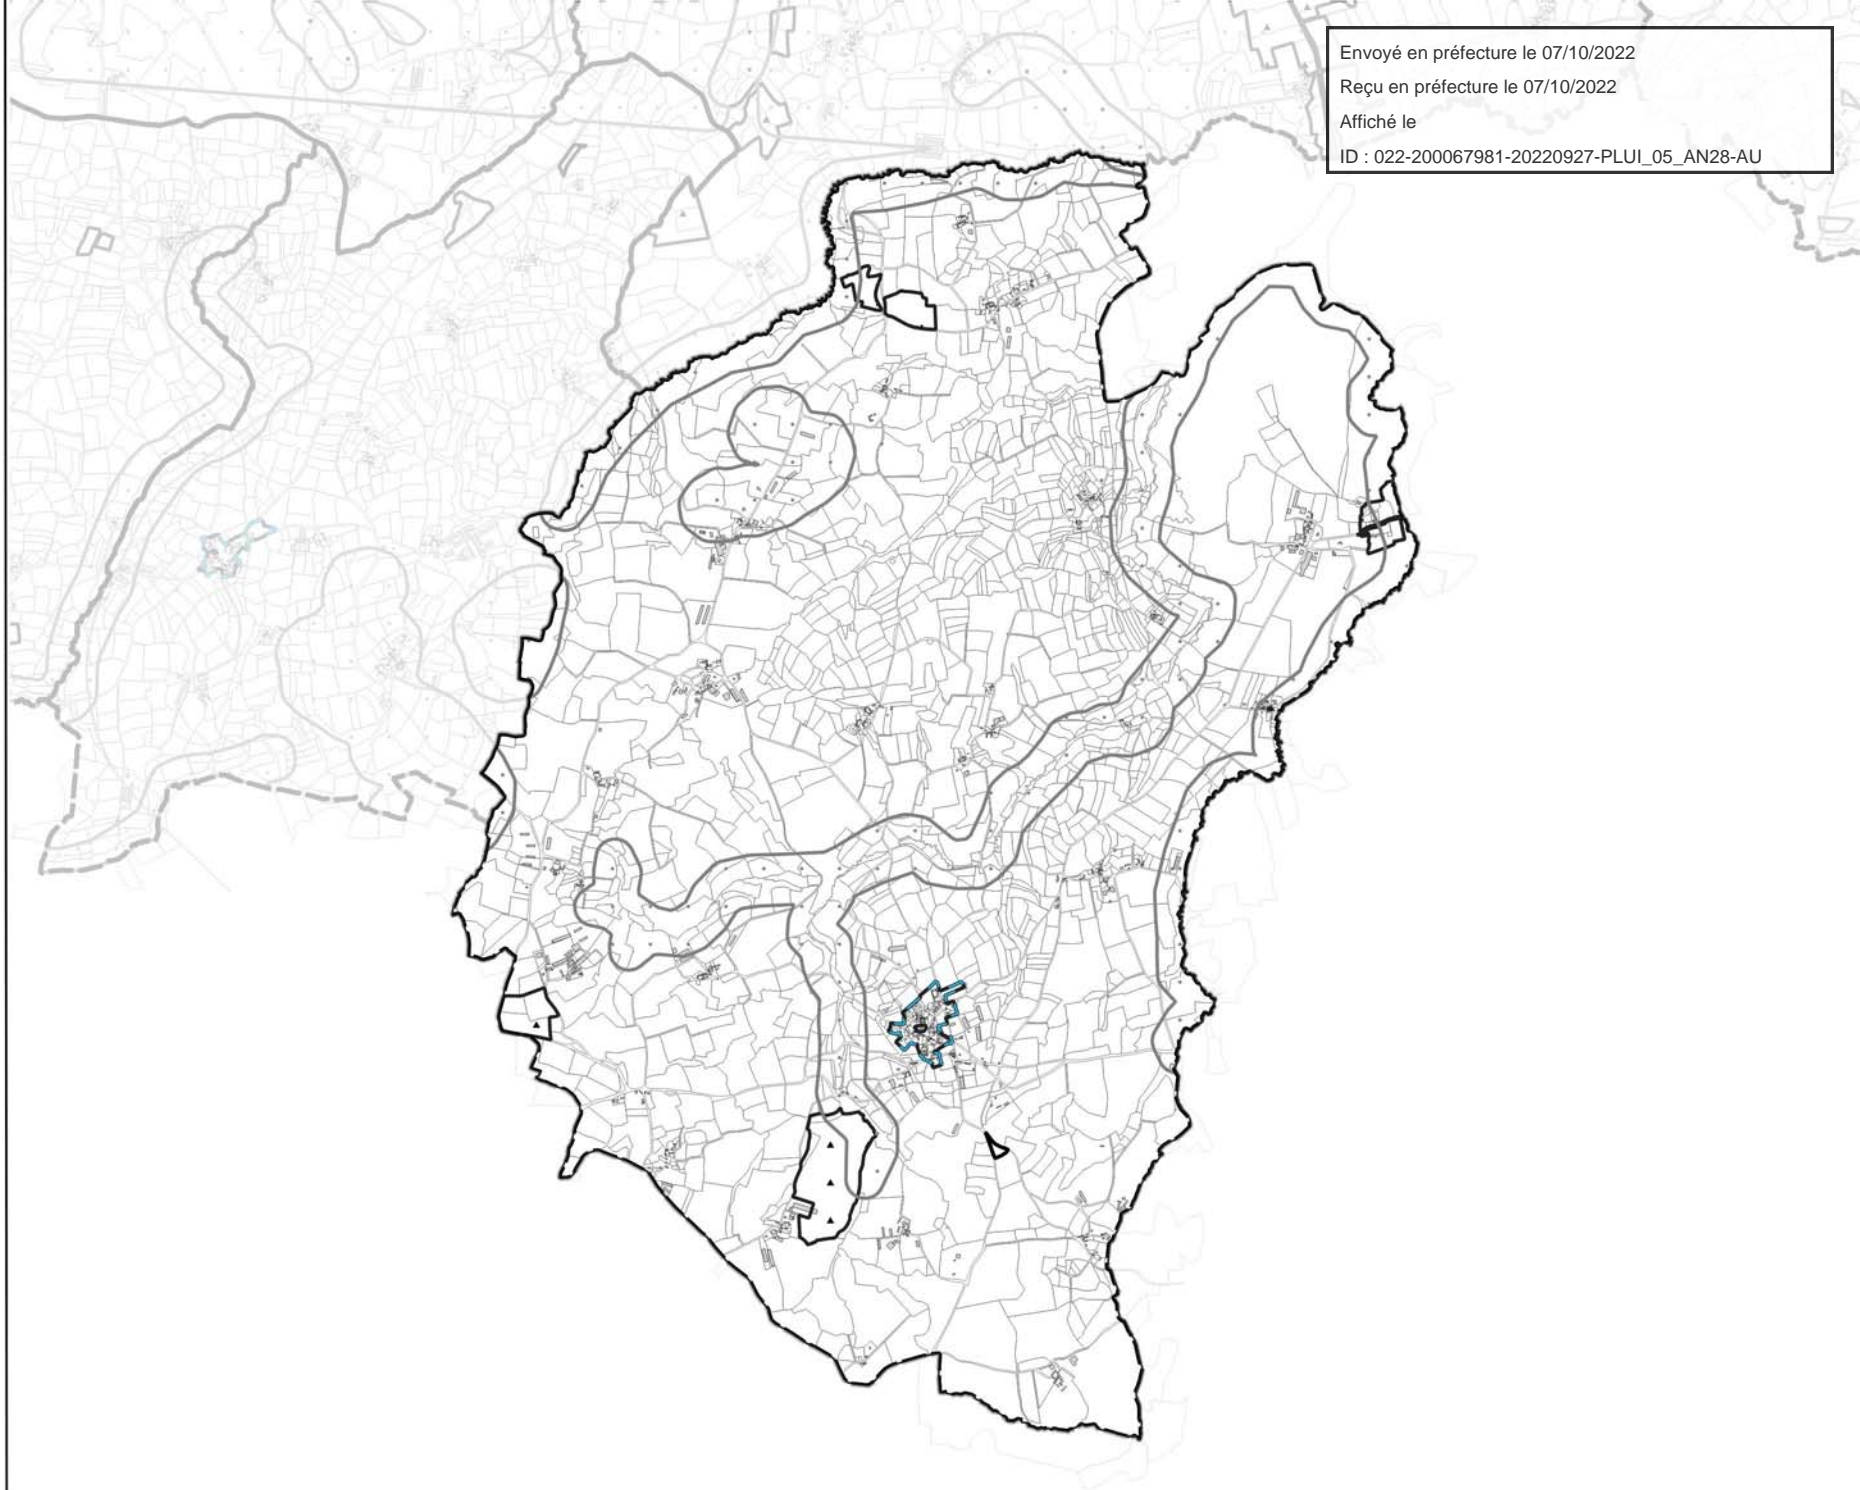 Envoyé en préfecture le 07/10/2022
Reçu en préfecture le 07/10/2022
Affiché le
ID : 022-200067981-20220927-PLUI_05_AN28-AU